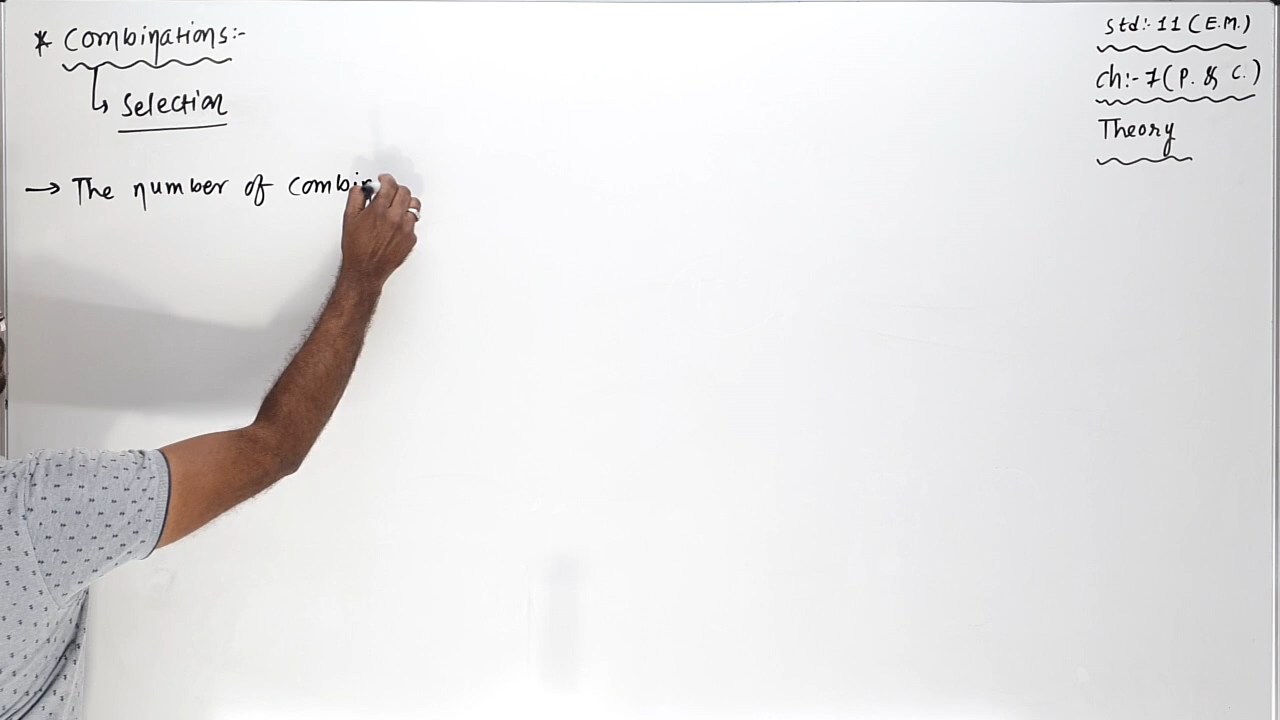 * Combinations:-
↳ Selection
→ The number of combin
Std:- 11 (E.M.)
Ch:- 7 (P. & C.)
Theory